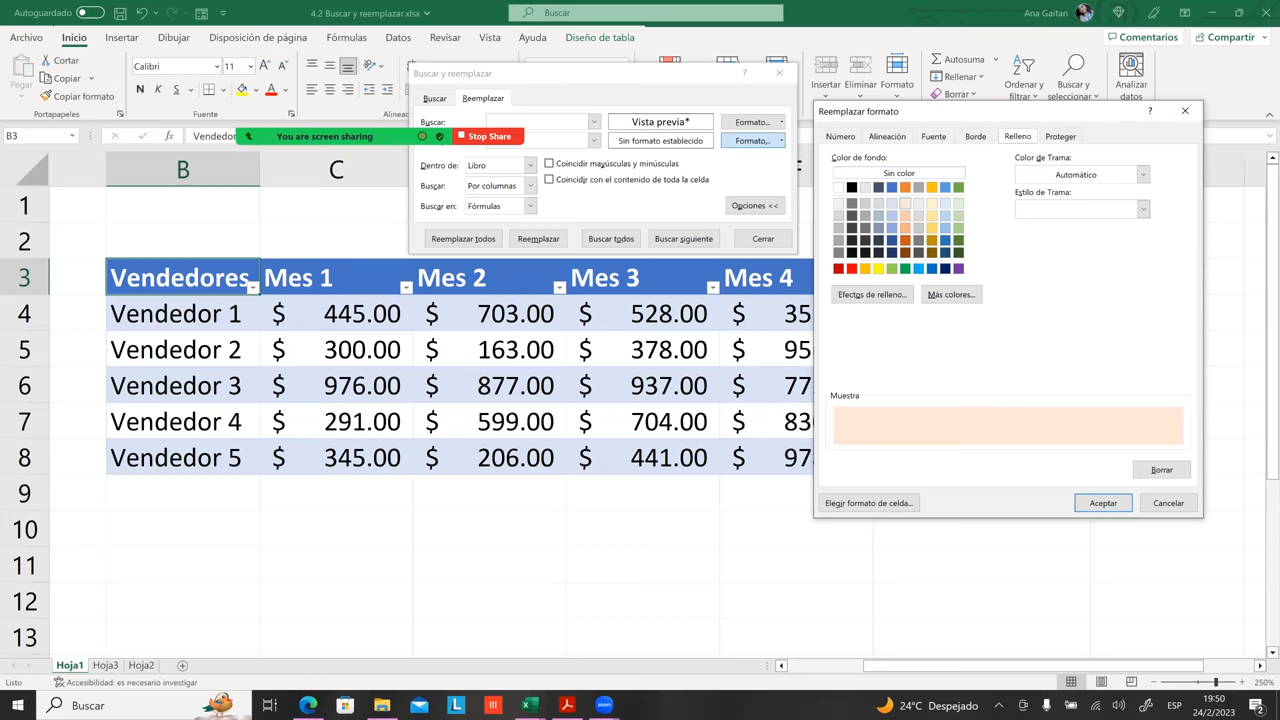 Autoguardado
4.2 Buscar y reemplazar.xlsx
Buscar
Ana Gaitan
Archivo Inicio Insertar Dibujar Disposición de página Fórmulas Datos Revisar Vista Ayuda Diseño de tabla
Comentarios Compartir
Pegar
Cortar
Copiar
Copiar formato
Portapapeles
Calibri 11
N K S
Fuente
Insertar Eliminar Formato
Autosuma
Rellenar
Borrar
Ordenar y filtrar
Buscar y seleccionar
Analizar datos
B3
fx
Vendedor
You are screen sharing
Stop Share
Buscar y reemplazar
Buscar Reemplazar
Buscar:
Vista previa*
Formato...
Sin formato establecido
Formato...
Dentro de: Libro
Coincidir mayúsculas y minúsculas
Buscar: Por columnas
Coincidir con el contenido de toda la celda
Buscar en: Fórmulas
Opciones <<
Reemplazar todos Reemplazar Buscar todos Buscar siguiente Cerrar
Reemplazar formato
Número Alineación Fuente Borde Relleno Proteger
Color de fondo:
Sin color
Color de Trama:
Automático
Estilo de Trama:
Efectos de relleno... Más colores...
Muestra
Borrar
Elegir formato de celda...
Aceptar Cancelar
B C F
1
2
3 Vendedores Mes 1 Mes 2 Mes 3 Mes 4
4 Vendedor 1 $ 445.00 $ 703.00 $ 528.00 $ 35
5 Vendedor 2 $ 300.00 $ 163.00 $ 378.00 $ 95
6 Vendedor 3 $ 976.00 $ 877.00 $ 937.00 $ 77
7 Vendedor 4 $ 291.00 $ 599.00 $ 704.00 $ 83
8 Vendedor 5 $ 345.00 $ 206.00 $ 441.00 $ 97
9
10
11
12
13
Hoja1 Hoja3 Hoja2
Listo
Accesibilidad: es necesario investigar
250%
Buscar
24°C Despejado
ESP
19:50
24/2/2023